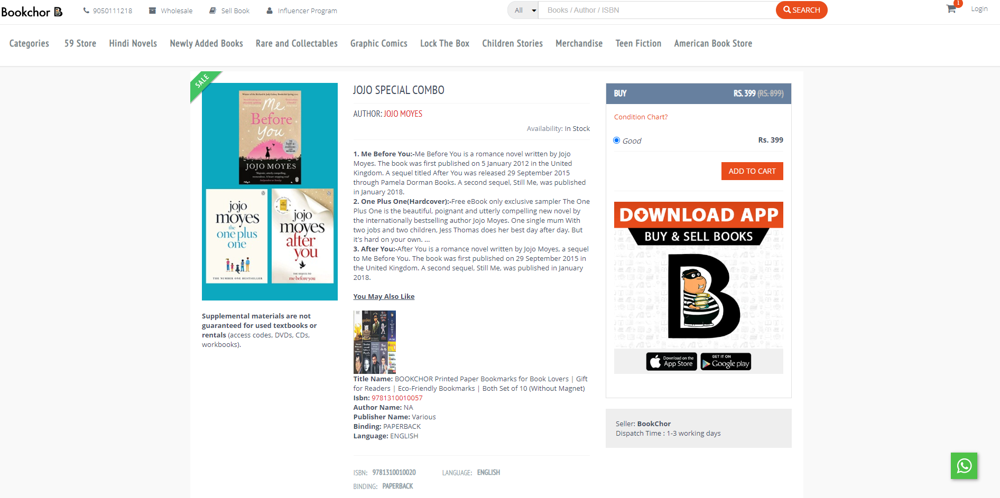 Bookchor B
9050111218
Wholesale
Sell Book
Influencer Program
All
Books / Author / ISBN
SEARCH
1
Login
Categories
59 Store
Hindi Novels
Newly Added Books
Rare and Collectables
Graphic Comics
Lock The Box
Children Stories
Merchandise
Teen Fiction
American Book Store
SALE
Me
Before
You
JOJO MOYES
jojo
moyes
the
one plus
one
THE NUMBER ONE BESTSELLER
jojo
moyes
after
you
THE SEQUEL TO
me before you
Supplemental materials are not
guaranteed for used textbooks or
rentals (access codes, DVDs, CDs,
workbooks).
JOJO SPECIAL COMBO
AUTHOR: JOJO MOYES
Availability: In Stock
1. Me Before You:-Me Before You is a romance novel written by Jojo
Moyes. The book was first published on 5 January 2012 in the United
Kingdom. A sequel titled After You was released 29 September 2015
through Pamela Dorman Books. A second sequel, Still Me, was published
in January 2018.
2. One Plus One(Hardcover):-Free eBook only exclusive sampler The One
Plus One is the beautiful, poignant and utterly compelling new novel by
the internationally bestselling author Jojo Moyes. One single mum With
two jobs and two children, Jess Thomas does her best day after day. But
it's hard on your own. ...
3. After You:-After You is a romance novel written by Jojo Moyes, a sequel
to Me Before You. The book was first published on 29 September 2015 in
the United Kingdom. A second sequel, Still Me, was published in January
2018.
You May Also Like
Title Name: BOOKCHOR Printed Paper Bookmarks for Book Lovers | Gift
for Readers | Eco-Friendly Bookmarks | Both Set of 10 (Without Magnet)
Isbn: 9781310010057
Author Name: NA
Publisher Name: Various
Binding: PAPERBACK
Language: ENGLISH
ISBN: 9781310010020
LANGUAGE: ENGLISH
BINDING: PAPERBACK
BUY
RS. 399 (RS. 899)
Condition Chart?
Good
Rs. 399
ADD TO CART
DOWNLOAD APP
BUY & SELL BOOKS
B
Download on the
App Store
GET IT ON
Google play
Seller: BookChor
Dispatch Time : 1-3 working days